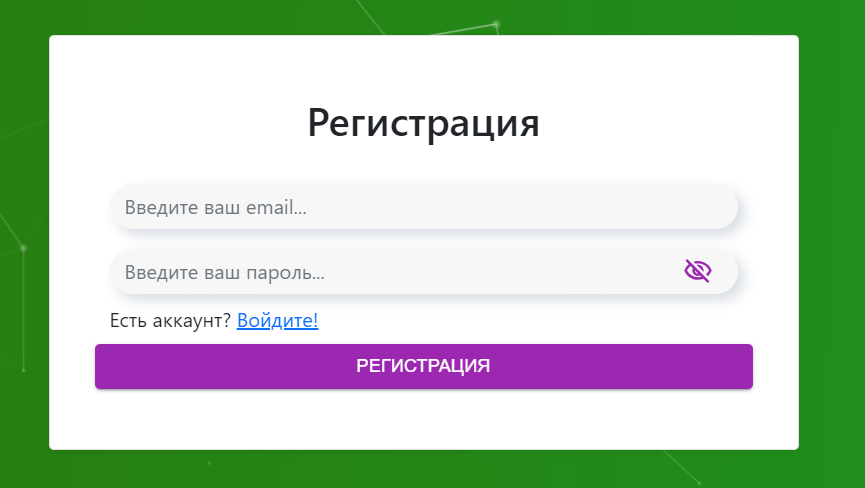 Регистрация
Введите ваш email...
Введите ваш пароль...
Есть аккаунт? Войдите!
РЕГИСТРАЦИЯ